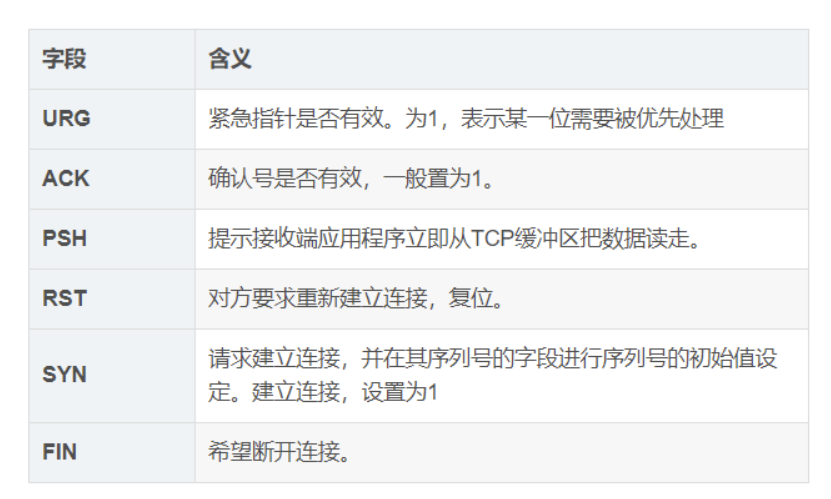 字段 含义
URG 紧急指针是否有效。为1，表示某一位需要被优先处理
ACK 确认号是否有效，一般置为1。
PSH 提示接收端应用程序立即从TCP缓冲区把数据读走。
RST 对方要求重新建立连接，复位。
SYN 请求建立连接，并在其序列号的字段进行序列号的初始值设
定。建立连接，设置为1
FIN 希望断开连接。